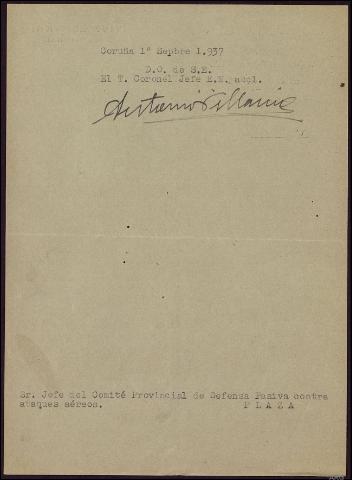 Coruña 1º Sepbre 1.937
D.O. de S.E.
El T. Coronel Jefe E.M. accl.
Antonio Villamil
Sr. Jefe del Comité Provincial de Defensa Pasiva contra
ataques aéreos. PLAZA